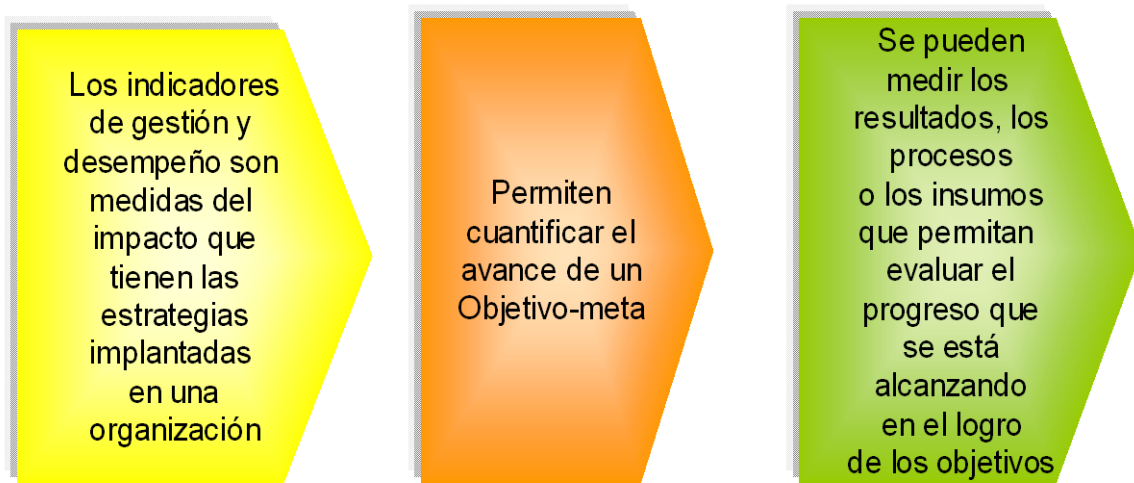 Los indicadores
de gestión y
desempeño son
medidas del
impacto que
tienen las
estrategias
implantadas
en una
organización
Permiten
cuantificar el
avance de un
Objetivo-meta
Se pueden
medir los
resultados, los
procesos
o los insumos
que permitan
evaluar el
progreso que
se está
alcanzando
en el logro
de los objetivos